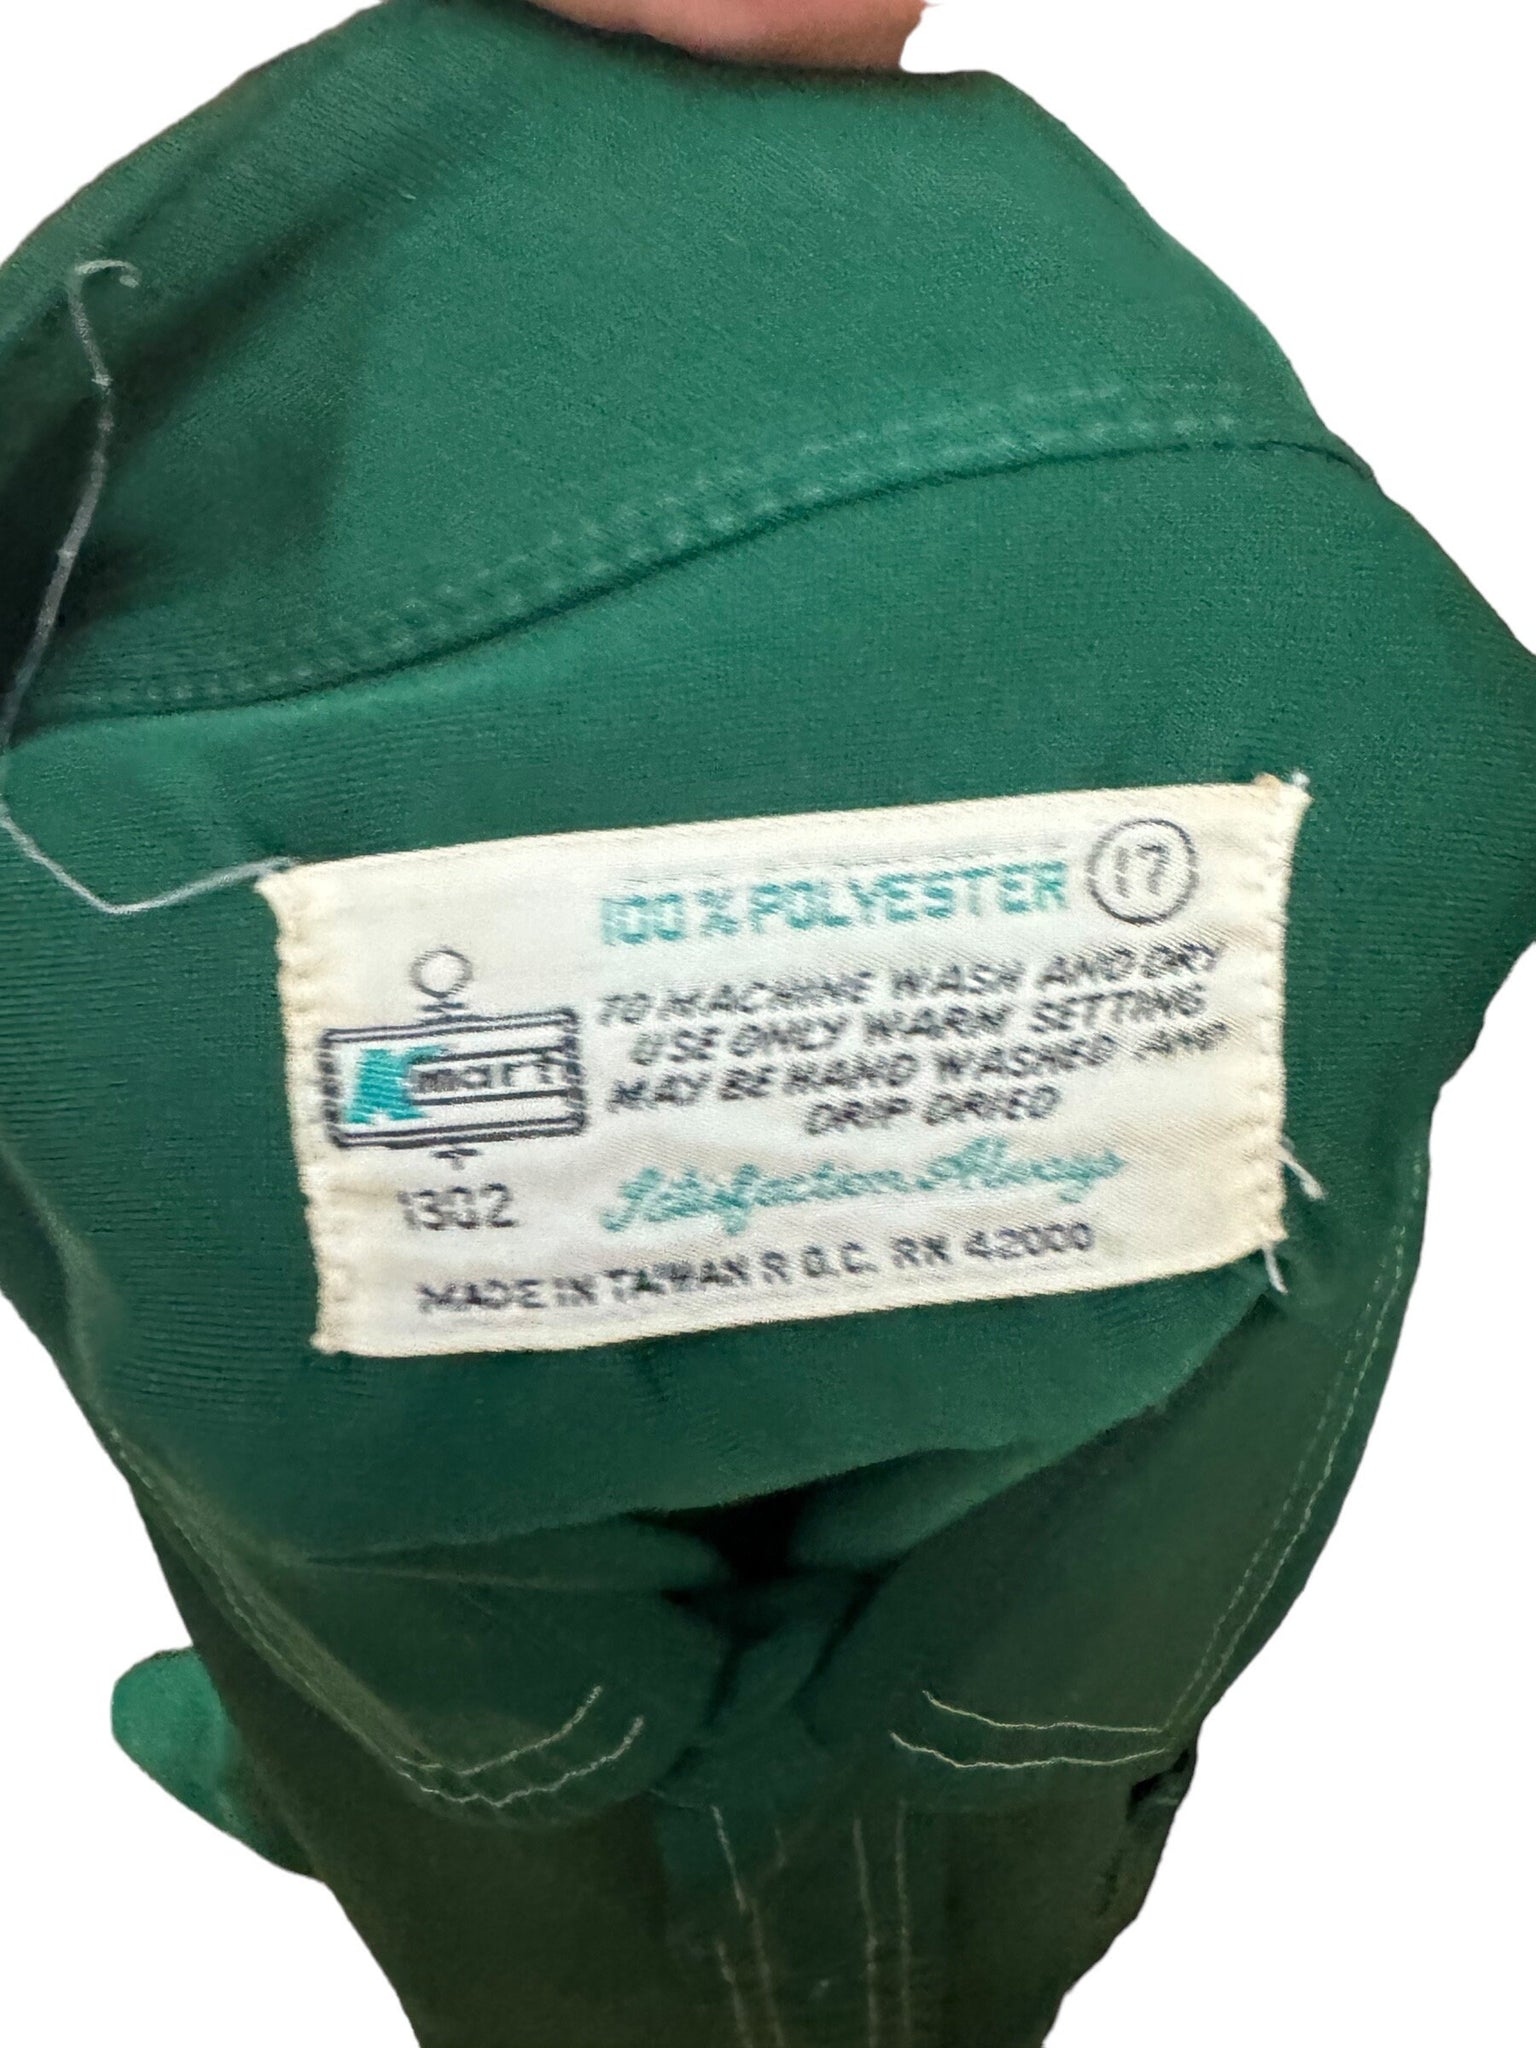 100% POLYESTER 17
TO MACHINE WASH AND DRY
USE ONLY WARM SETTING
MAY BE HAND WASHED AND
DRIP DRIED
K mart
1302
Satisfaction Always
MADE IN TAIWAN R.O.C. RN 42000